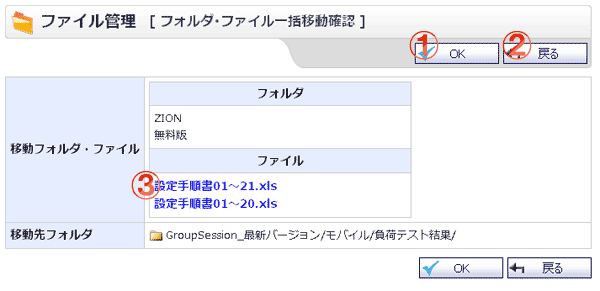 ファイル管理 [ フォルダ・ファイル一括移動確認 ]
① OK ② 戻る
移動フォルダ・ファイル
フォルダ
ZION
無料版
ファイル
③ 設定手順書01～21.xls
設定手順書01～20.xls
移動先フォルダ GroupSession_最新バージョン/モバイル/負荷テスト結果/
OK 戻る